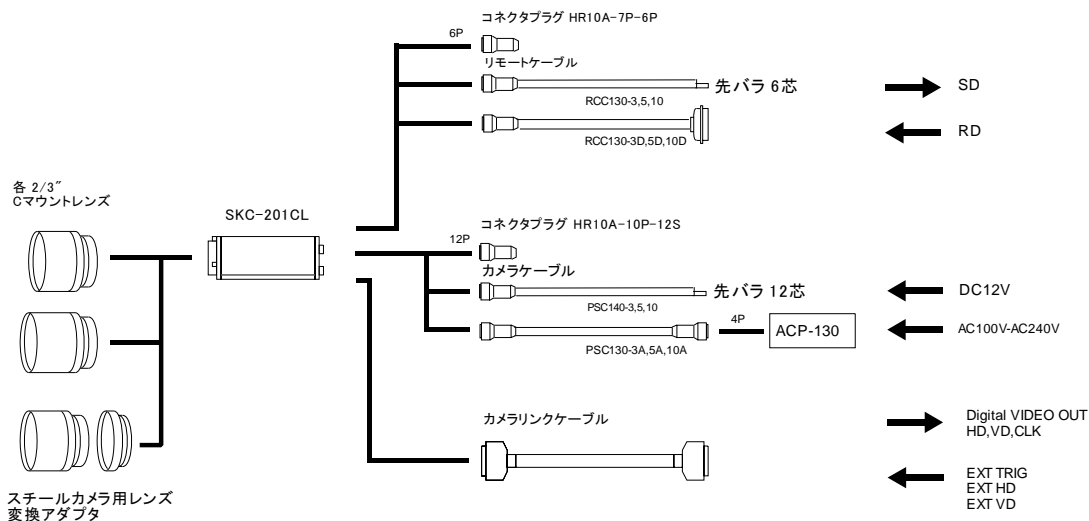 コネクタプラグ HR10A-7P-6P
6P
リモートケーブル
先バラ 6芯
RCC130-3,5,10
SD
RCC130-3D,5D,10D
RD
各 2/3″
Cマウントレンズ
SKC-201CL
コネクタプラグ HR10A-10P-12S
12P
カメラケーブル
先バラ 12芯
PSC140-3,5,10
DC12V
4P
ACP-130
AC100V-AC240V
PSC130-3A,5A,10A
カメラリンクケーブル
Digital VIDEO OUT
HD,VD,CLK
EXT TRIG
EXT HD
EXT VD
スチールカメラ用レンズ
変換アダプタ